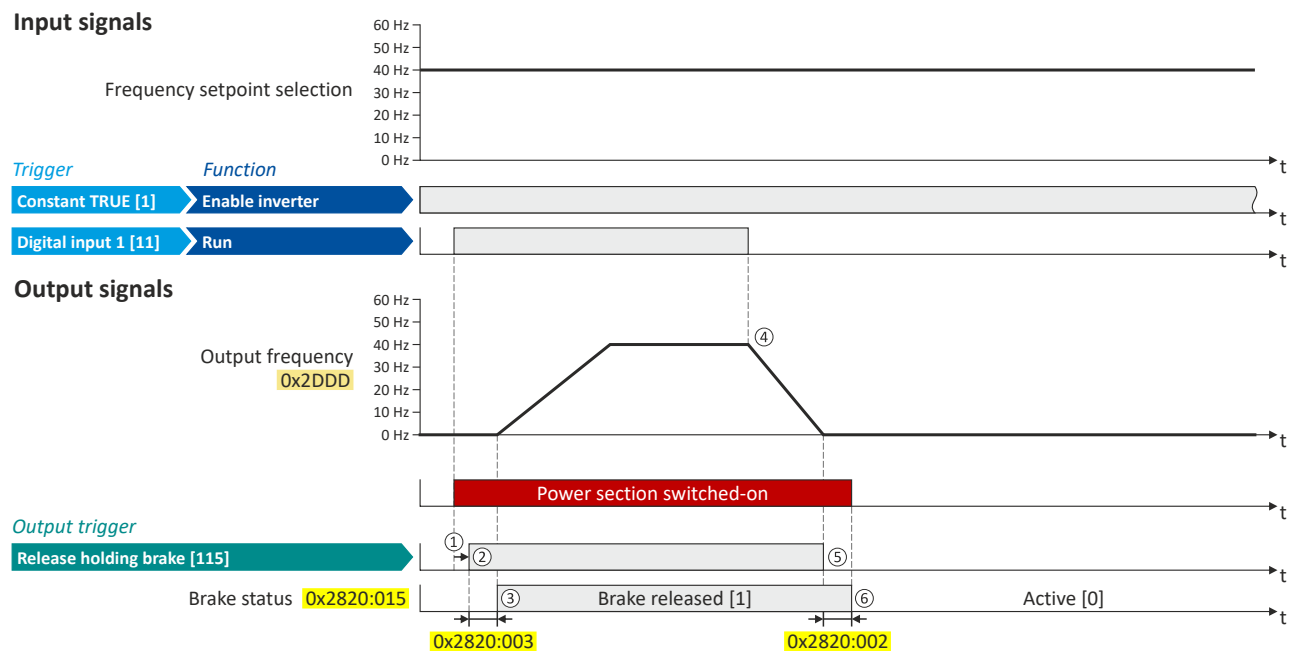 Input signals
60 Hz
50 Hz
40 Hz
Frequency setpoint selection
30 Hz
20 Hz
10 Hz
0 Hz
t
Trigger Function
Constant TRUE [1] Enable inverter
t
Digital input 1 [11] Run
t
Output signals
60 Hz
50 Hz
40 Hz
④
Output frequency
30 Hz
0x2DDD
20 Hz
10 Hz
0 Hz
t
Power section switched-on
t
Output trigger
①
Release holding brake [115] ② ⑤
t
Brake status 0x2820:015 ③ Brake released [1] ⑥ Active [0]
t
0x2820:003 0x2820:002